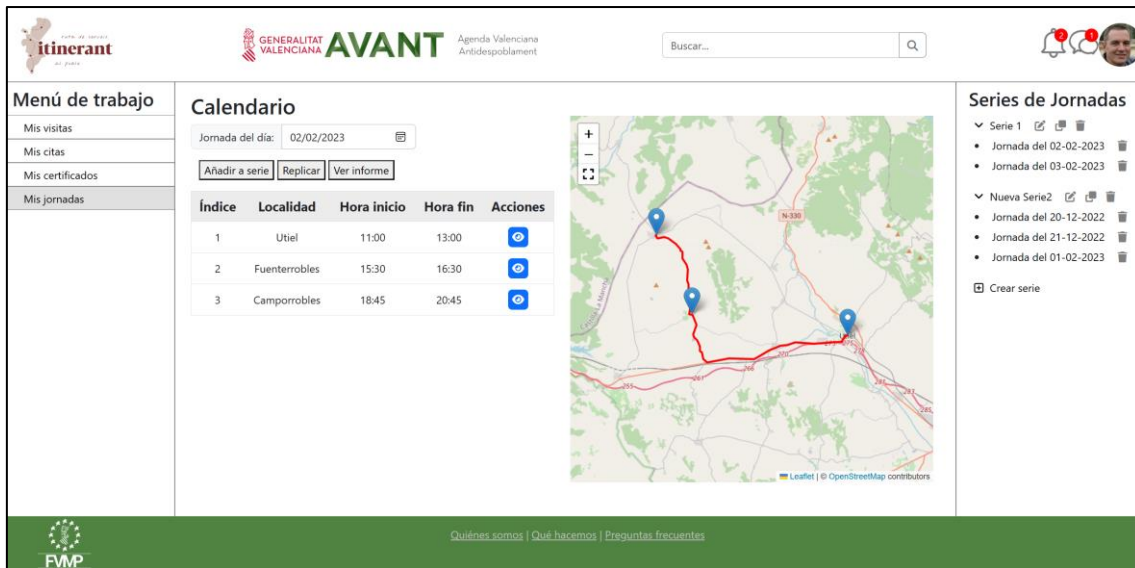 itinerant
GENERALITAT
VALENCIANA
AVANT
Agenda Valenciana
Antidespoblament
Buscar...
2
1
Menú de trabajo
Mis visitas
Mis citas
Mis certificados
Mis jornadas
Calendario
Jornada del día: 02/02/2023
Añadir a serie Replicar Ver informe
Índice Localidad Hora inicio Hora fin Acciones
1 Utiel 11:00 13:00
2 Fuenterrobles 15:30 16:30
3 Camporrobles 18:45 20:45
+
−
N-330
Utiel
Leaflet | © OpenStreetMap contributors
Series de Jornadas
Serie 1
Jornada del 02-02-2023
Jornada del 03-02-2023
Nueva Serie2
Jornada del 20-12-2022
Jornada del 21-12-2022
Jornada del 01-02-2023
Crear serie
FVMP
Quiénes somos | Qué hacemos | Preguntas frecuentes